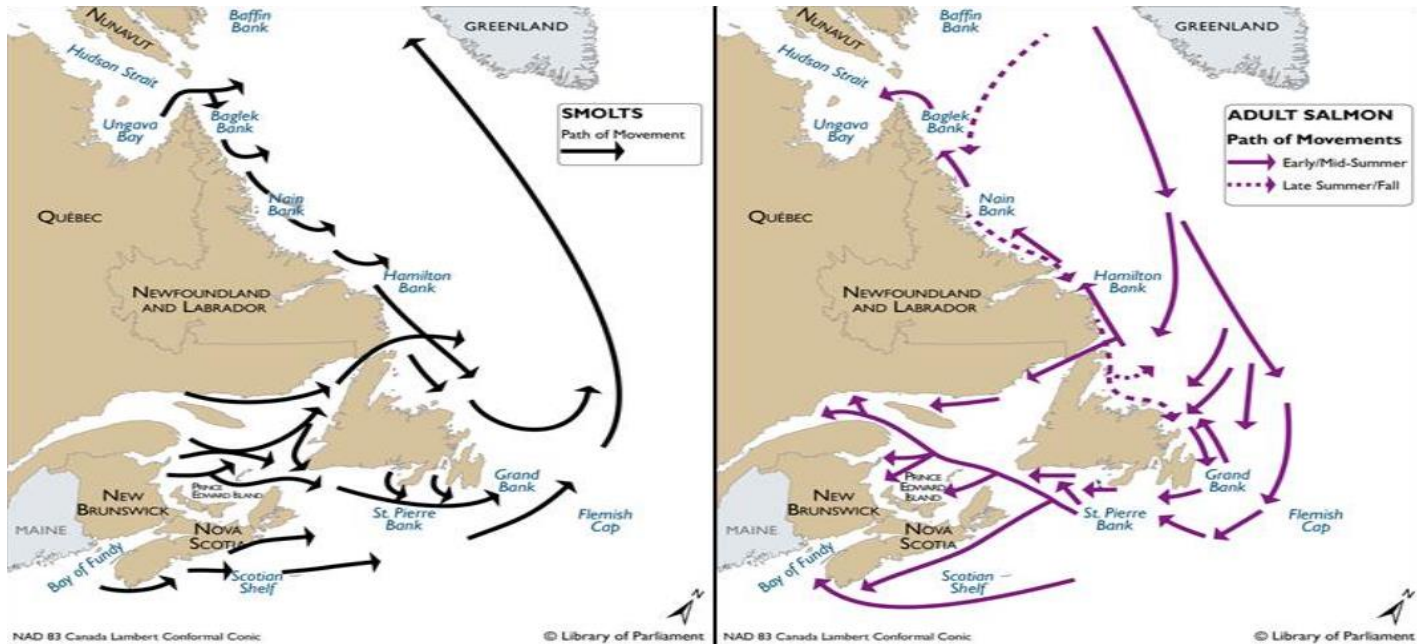 Baffin
Bank
GREENLAND
NUNAVUT
Hudson Strait
SMOLTS
Path of Movement
Ungava
Bay
Baglek
Bank
Nain
Bank
QUÉBEC
Hamilton
Bank
NEWFOUNDLAND
AND LABRADOR
Grand
Bank
PRINCE
EDWARD ISLAND
NEW
BRUNSWICK
St. Pierre
Bank
Flemish
Cap
MAINE
NOVA
SCOTIA
Bay of Fundy
Scotian
Shelf
N
NAD 83 Canada Lambert Conformal Conic
© Library of Parliament
Baffin
Bank
GREENLAND
NUNAVUT
Hudson Strait
ADULT SALMON
Path of Movements
Early/Mid-Summer
Late Summer/Fall
Ungava
Bay
Baglek
Bank
Nain
Bank
QUÉBEC
Hamilton
Bank
NEWFOUNDLAND
AND LABRADOR
Grand
Bank
PRINCE
EDWARD ISLAND
NEW
BRUNSWICK
St. Pierre
Bank
Flemish
Cap
MAINE
NOVA
SCOTIA
Bay of Fundy
Scotian
Shelf
N
NAD 83 Canada Lambert Conformal Conic
© Library of Parliament